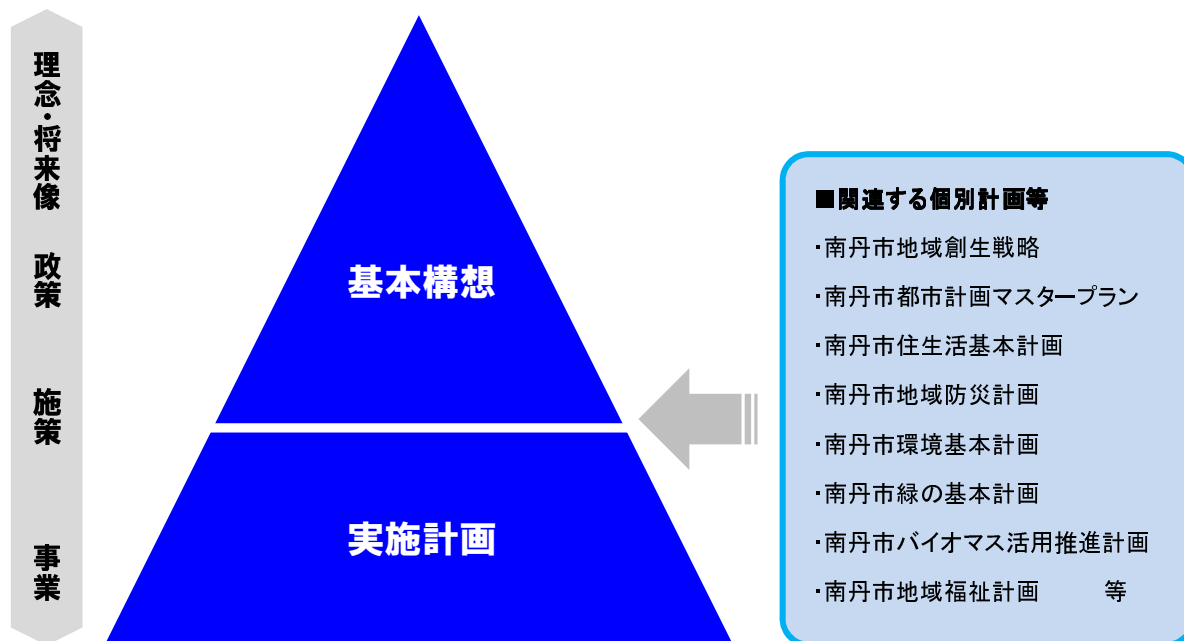 理念・将来像
政策
施策
事業
基本構想
実施計画
■関連する個別計画等
・南丹市地域創生戦略
・南丹市都市計画マスタープラン
・南丹市住生活基本計画
・南丹市地域防災計画
・南丹市環境基本計画
・南丹市緑の基本計画
・南丹市バイオマス活用推進計画
・南丹市地域福祉計画　　　等